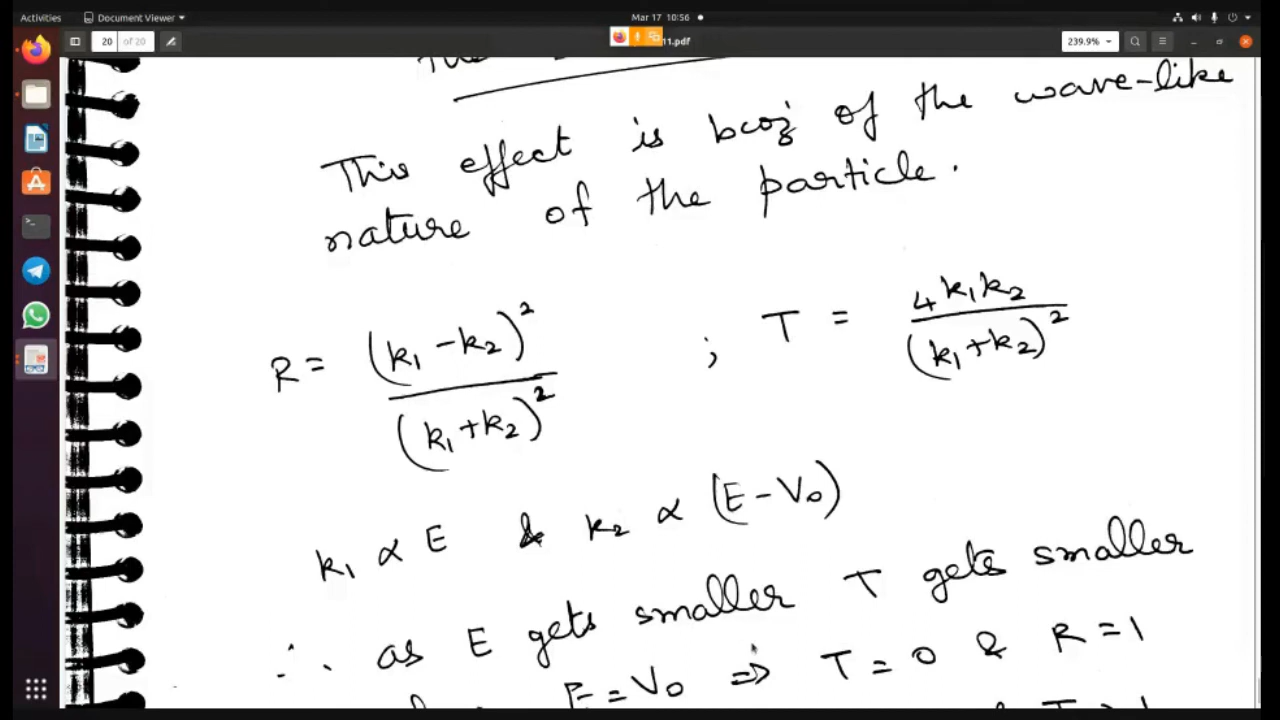 Activities Document Viewer Mar 17 10:56
20 of 20 11.pdf 239.9%
This effect is bcoz of the wave-like
nature of the particle.
R = (k₁ - k₂)² / (k₁ + k₂)² ; T = 4k₁k₂ / (k₁ + k₂)²
k₁ ∝ E & k₂ ∝ (E - V₀)
∴ as E gets smaller T gets smaller
E = V₀ ⇒ T = 0 & R = 1